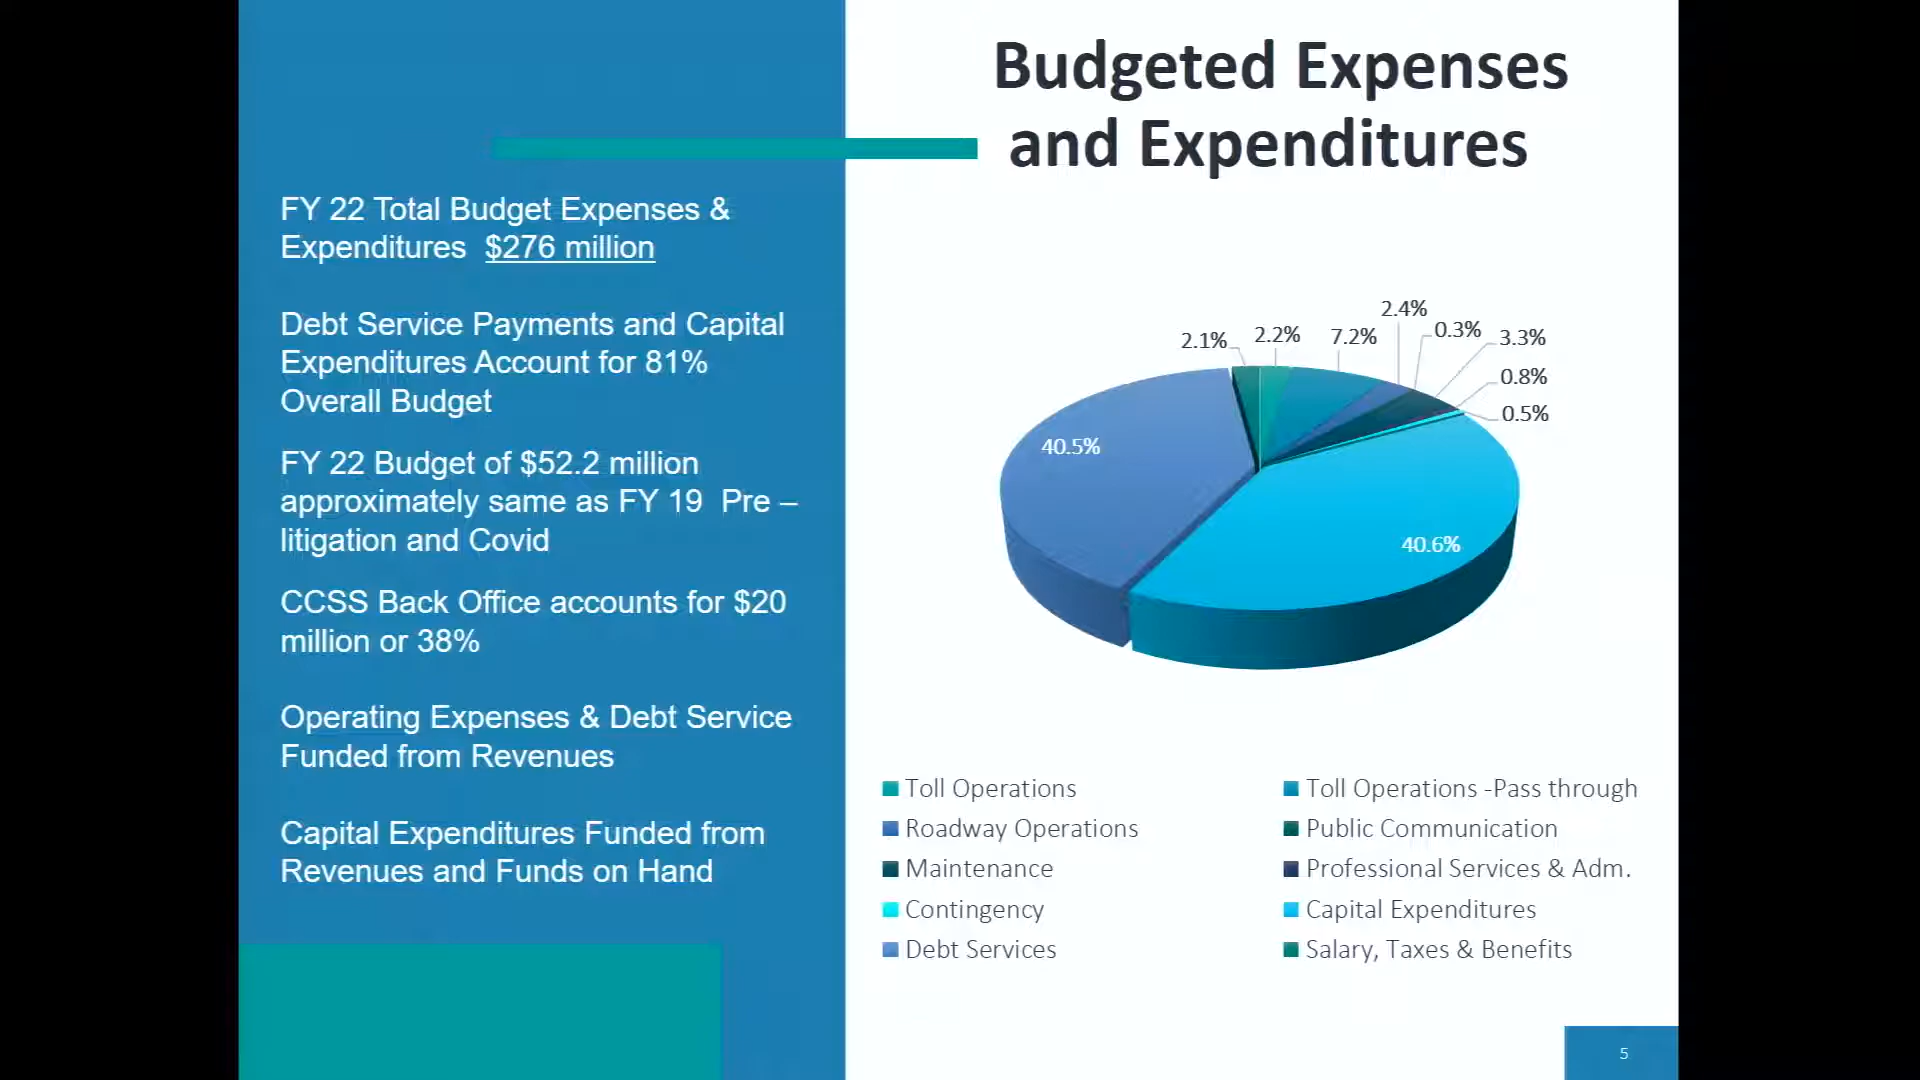 Budgeted Expenses
and Expenditures
FY 22 Total Budget Expenses &
Expenditures $276 million
Debt Service Payments and Capital
Expenditures Account for 81%
Overall Budget
FY 22 Budget of $52.2 million
approximately same as FY 19 Pre –
litigation and Covid
CCSS Back Office accounts for $20
million or 38%
Operating Expenses & Debt Service
Funded from Revenues
Capital Expenditures Funded from
Revenues and Funds on Hand
2.1%
2.2%
7.2%
2.4%
0.3%
3.3%
0.8%
0.5%
40.5%
40.6%
Toll Operations
Toll Operations -Pass through
Roadway Operations
Public Communication
Maintenance
Professional Services & Adm.
Contingency
Capital Expenditures
Debt Services
Salary, Taxes & Benefits
5